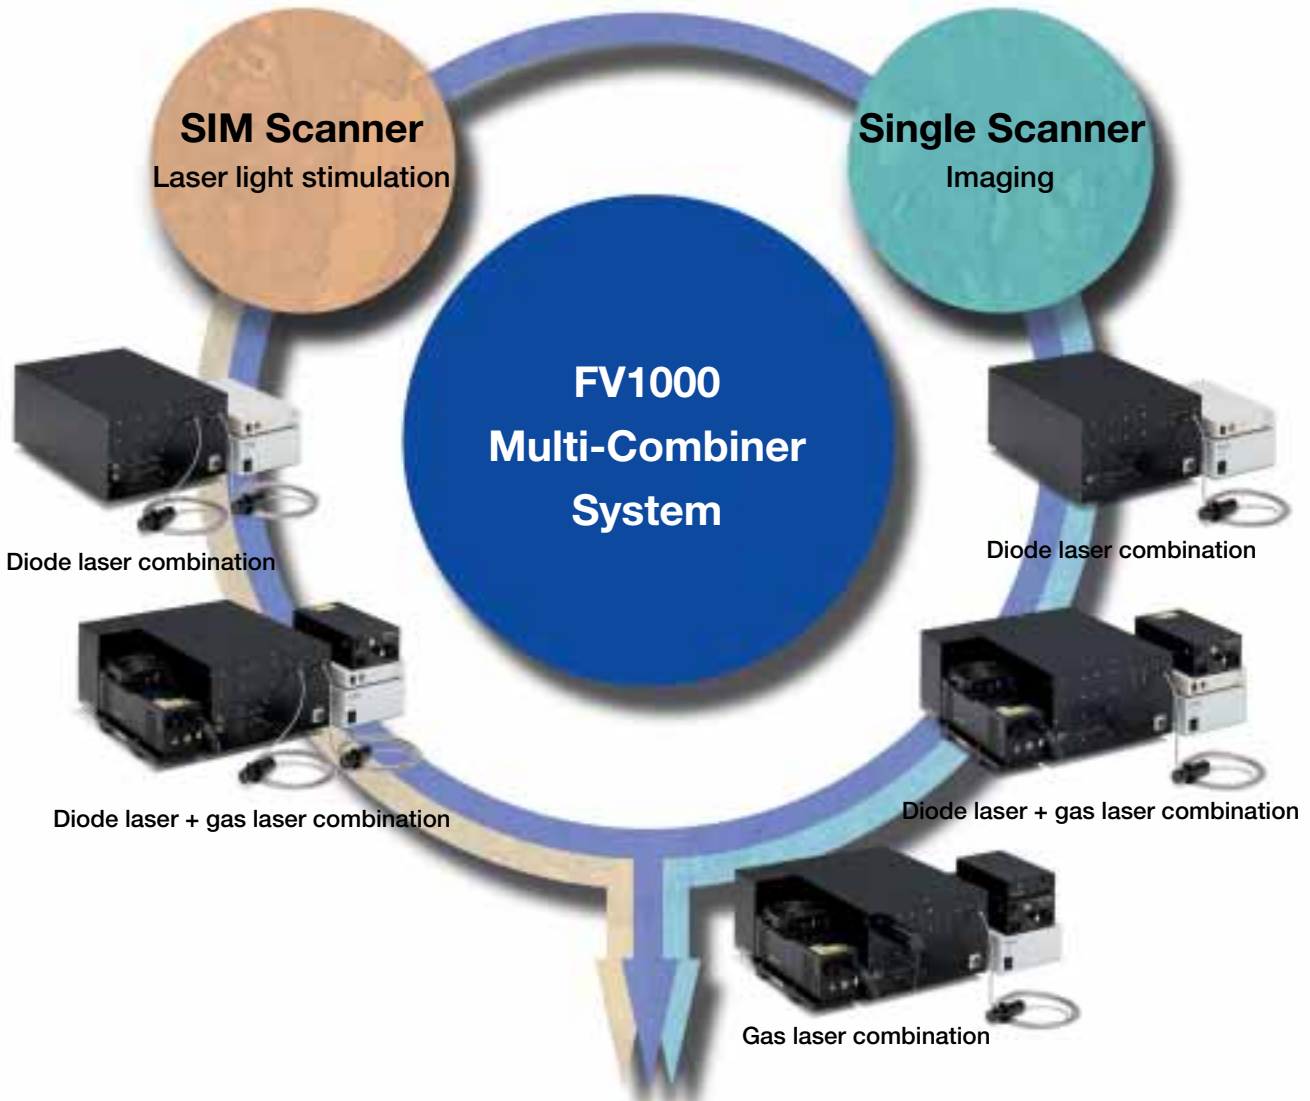 SIM Scanner
Laser light stimulation
Single Scanner
Imaging
FV1000
Multi-Combiner
System
Diode laser combination
Diode laser combination
Diode laser + gas laser combination
Diode laser + gas laser combination
Gas laser combination